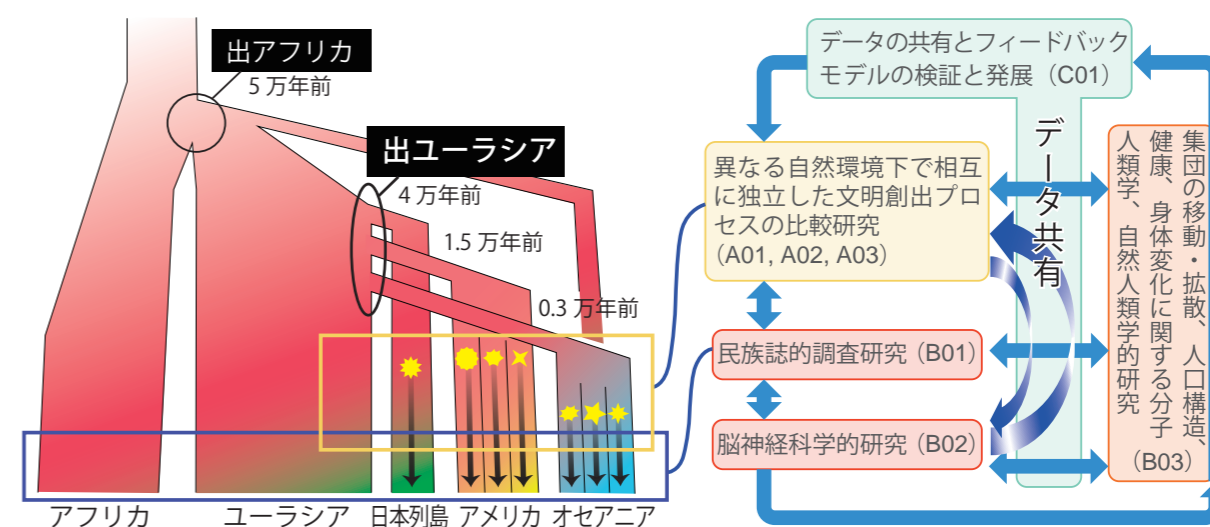 出アフリカ
5 万年前
出ユーラシア
4 万年前
1.5 万年前
0.3 万年前
アフリカ
ユーラシア
日本列島
アメリカ
オセアニア
データの共有とフィードバック
モデルの検証と発展（C01）
データ共有
異なる自然環境下で相互
に独立した文明創出プロ
セスの比較研究
（A01, A02, A03）
民族誌的調査研究（B01）
脳神経科学的研究（B02）
集団の移動・拡散、人口構造、
健康、身体変化に関する分子
人類学、自然人類学的研究
（B03）